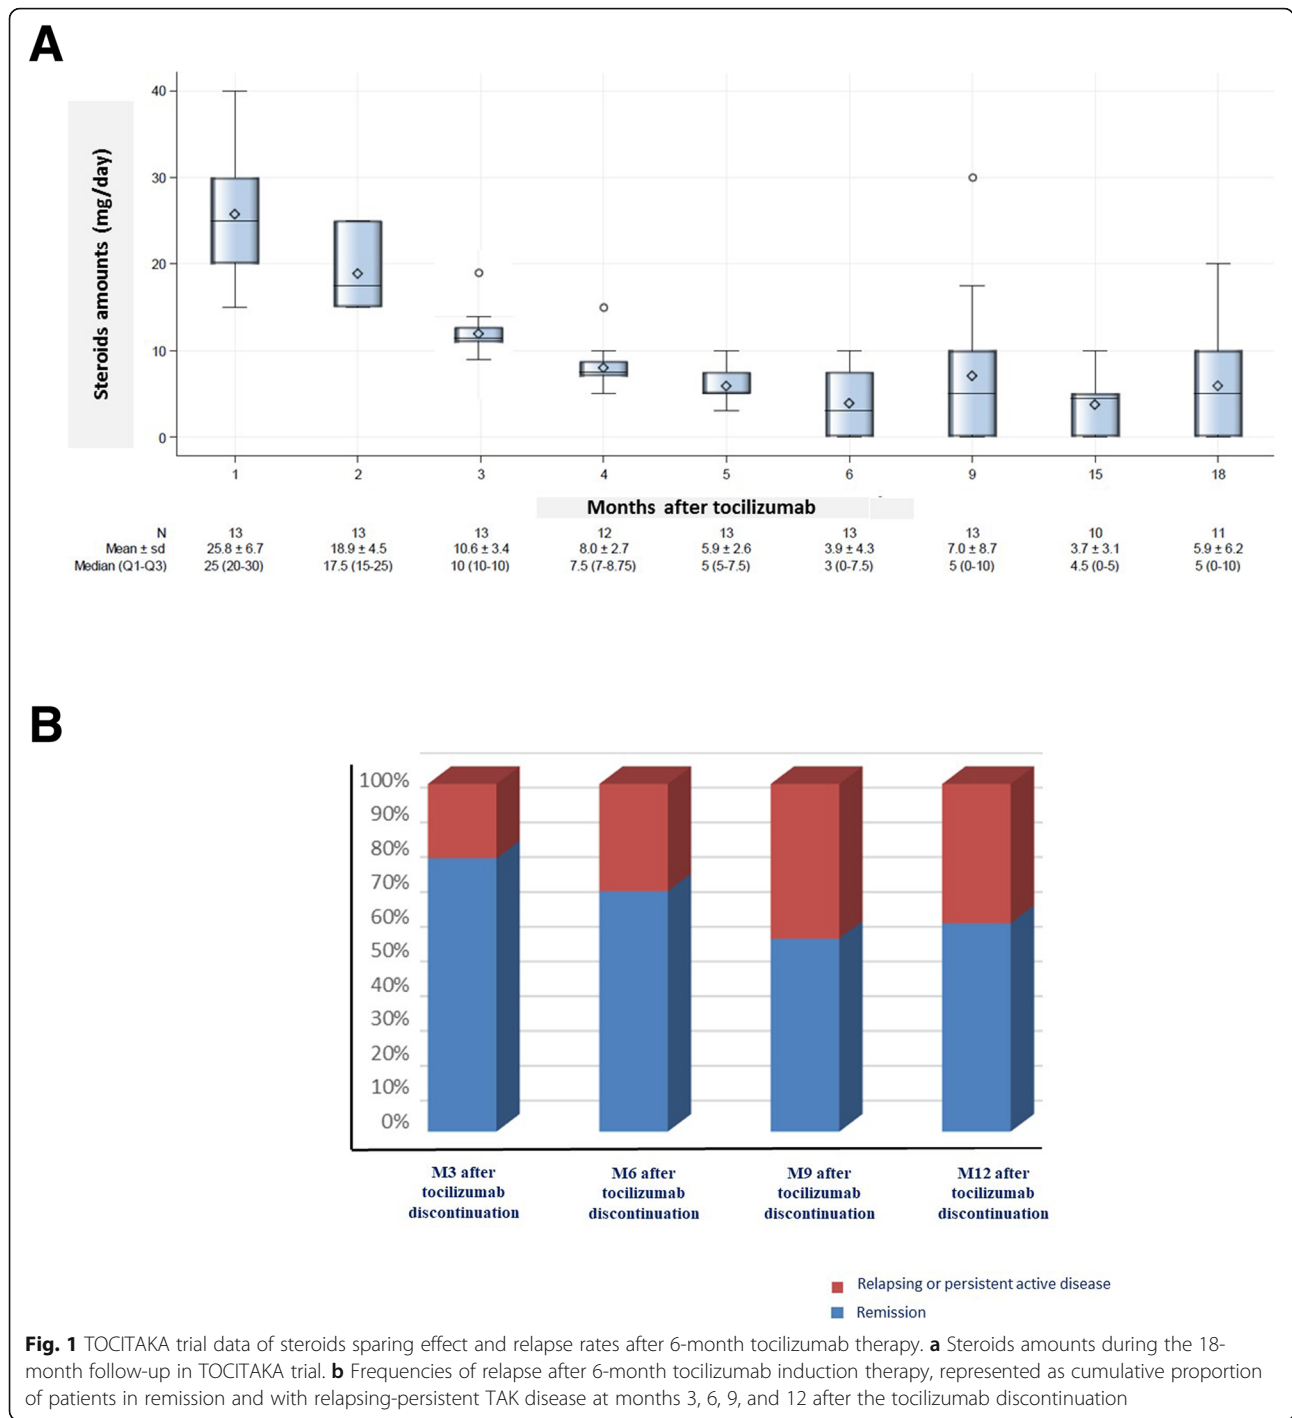 A
Steroids amounts (mg/day)
40
30
20
10
0
1 2 3 4 5 6 9 15 18
Months after tocilizumab
N 13 13 13 12 13 13 13 10 11
Mean ± sd 25.8 ± 6.7 18.9 ± 4.5 10.6 ± 3.4 8.0 ± 2.7 5.9 ± 2.6 3.9 ± 4.3 7.0 ± 8.7 3.7 ± 3.1 5.9 ± 6.2
Median (Q1-Q3) 25 (20-30) 17.5 (15-25) 10 (10-10) 7.5 (7-8.75) 5 (5-7.5) 3 (0-7.5) 5 (0-10) 4.5 (0-5) 5 (0-10)
B
100%
90%
80%
70%
60%
50%
40%
30%
20%
10%
0%
M3 after
tocilizumab
discontinuation
M6 after
tocilizumab
discontinuation
M9 after
tocilizumab
discontinuation
M12 after
tocilizumab
discontinuation
Relapsing or persistent active disease
Remission
Fig. 1 TOCITAKA trial data of steroids sparing effect and relapse rates after 6-month tocilizumab therapy. a Steroids amounts during the 18-
month follow-up in TOCITAKA trial. b Frequencies of relapse after 6-month tocilizumab induction therapy, represented as cumulative proportion
of patients in remission and with relapsing-persistent TAK disease at months 3, 6, 9, and 12 after the tocilizumab discontinuation